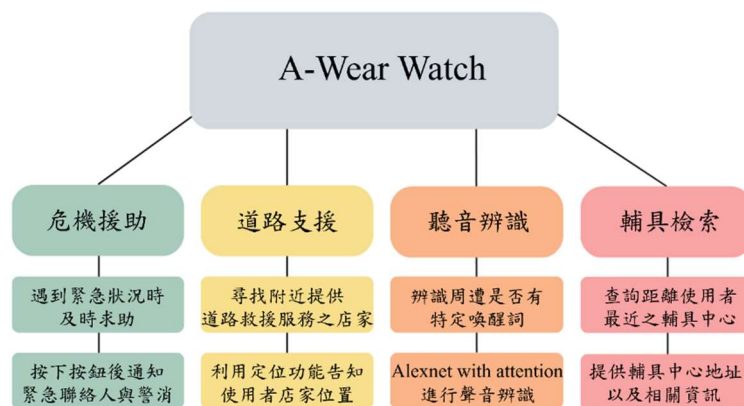 A-Wear Watch
危機援助
遇到緊急狀況時
及時求助
按下按鈕後通知
緊急聯絡人與警消
道路支援
尋找附近提供
道路救援服務之店家
利用定位功能告知
使用者店家位置
聽音辨識
辨識周遭是否有
特定喚醒詞
Alexnet with attention
進行聲音辨識
輔具檢索
查詢距離使用者
最近之輔具中心
提供輔具中心地址
以及相關資訊